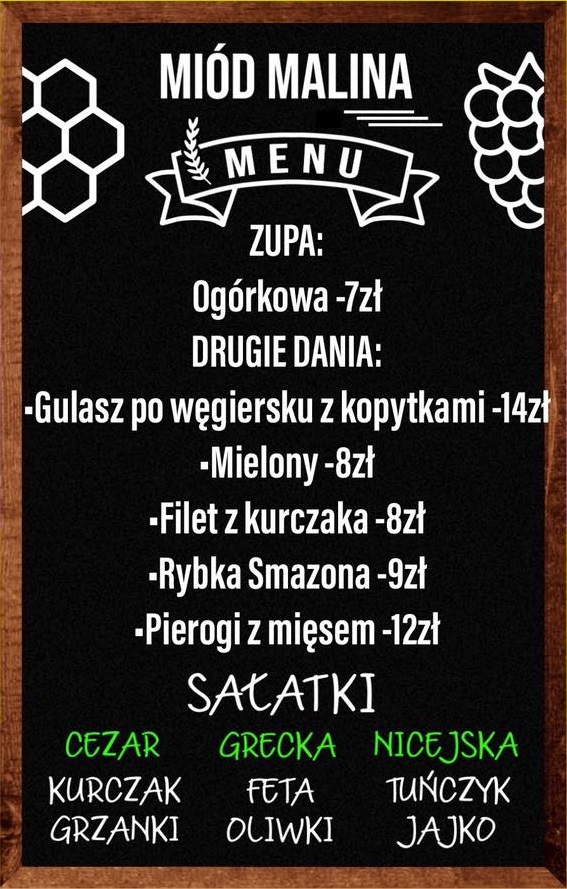 MIÓD MALINA
MENU
ZUPA:
Ogórkowa -7zł
DRUGIE DANIA:
▪Gulasz po węgiersku z kopytkami -14zł
▪Mielony -8zł
▪Filet z kurczaka -8zł
▪Rybka Smazona -9zł
▪Pierogi z mięsem -12zł
SAŁATKI
CEZAR GRECKA NICEJSKA
KURCZAK FETA TUŃCZYK
GRZANKI OLIWKI JAJKO